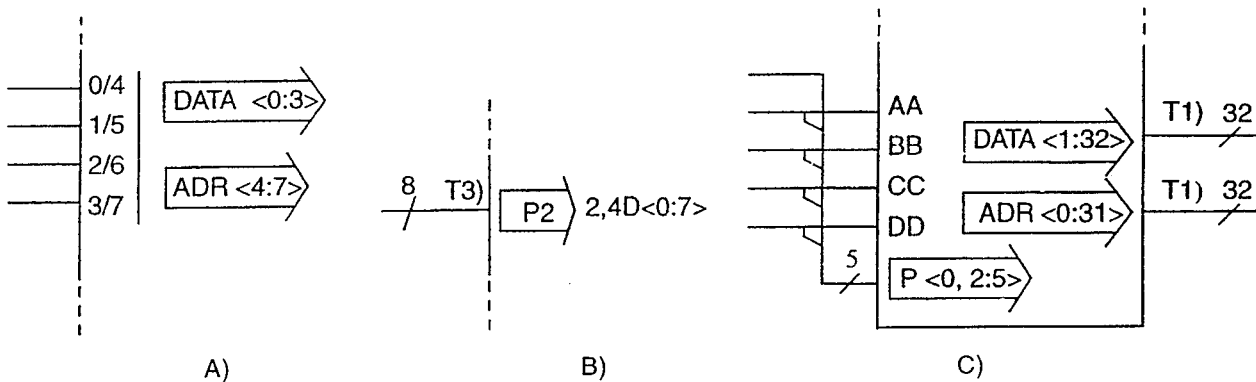 0/4
1/5
2/6
3/7
DATA <0:3>
ADR <4:7>
A)
8
T3)
P2
2,4D<0:7>
B)
AA
BB
CC
DD
5
P <0, 2:5>
DATA <1:32>
ADR <0:31>
T1) 32
T1) 32
C)